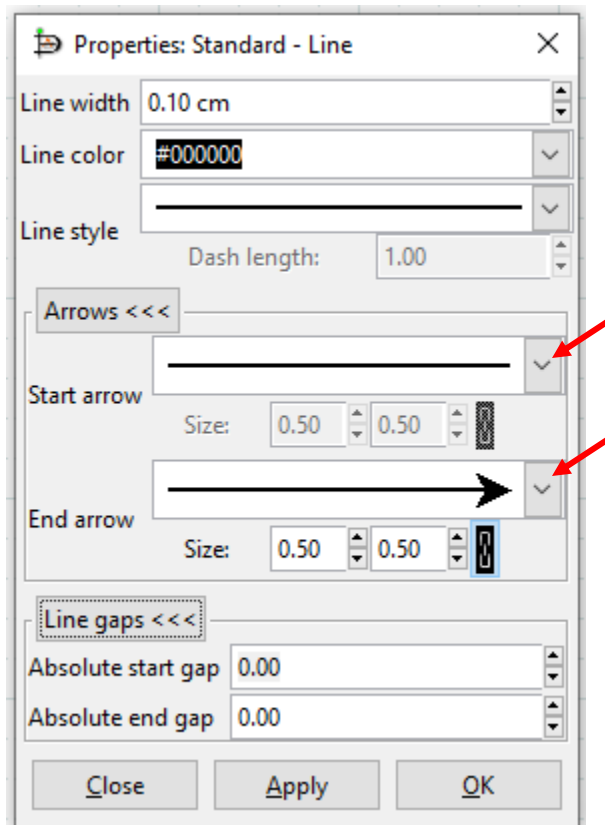 Properties: Standard - Line
Line width 0.10 cm
Line color #000000
Line style
Dash length: 1.00
Arrows <<<
Start arrow
Size: 0.50 0.50
End arrow
Size: 0.50 0.50
Line gaps <<<
Absolute start gap 0.00
Absolute end gap 0.00
Close Apply OK